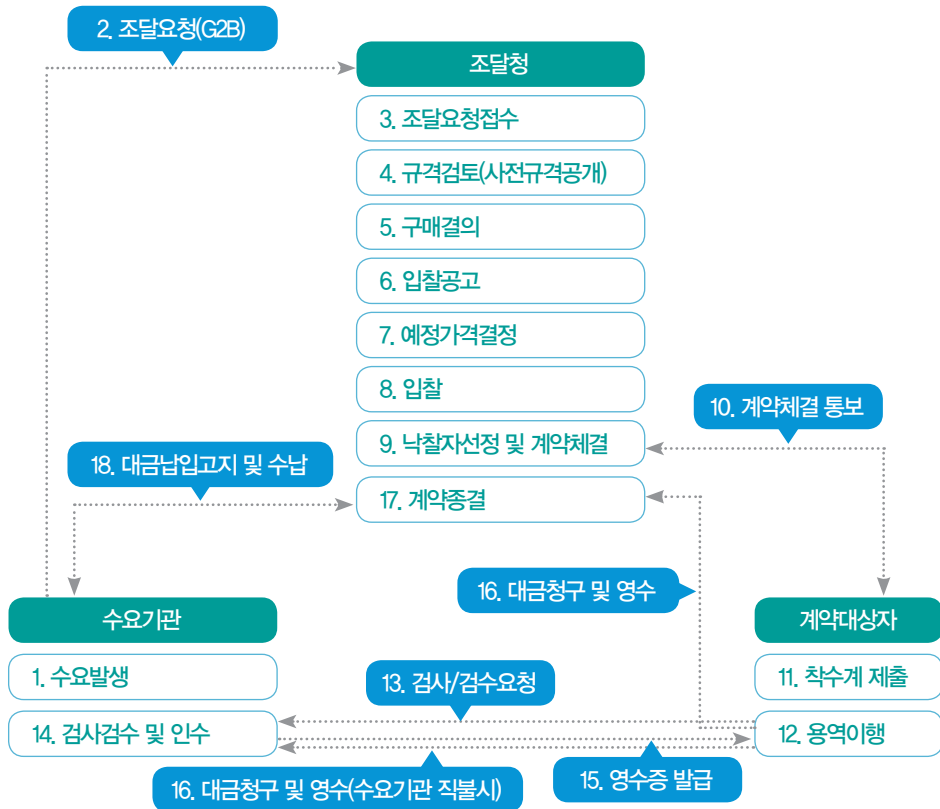 2. 조달요청(G2B)
조달청
3. 조달요청접수
4. 규격검토(사전규격공개)
5. 구매결의
6. 입찰공고
7. 예정가격결정
8. 입찰
10. 계약체결 통보
9. 낙찰자선정 및 계약체결
18. 대금납입고지 및 수납
17. 계약종결
16. 대금청구 및 영수
수요기관
계약대상자
1. 수요발생
13. 검사/검수요청
11. 착수계 제출
14. 검사검수 및 인수
12. 용역이행
16. 대금청구 및 영수(수요기관 직불시)
15. 영수증 발급